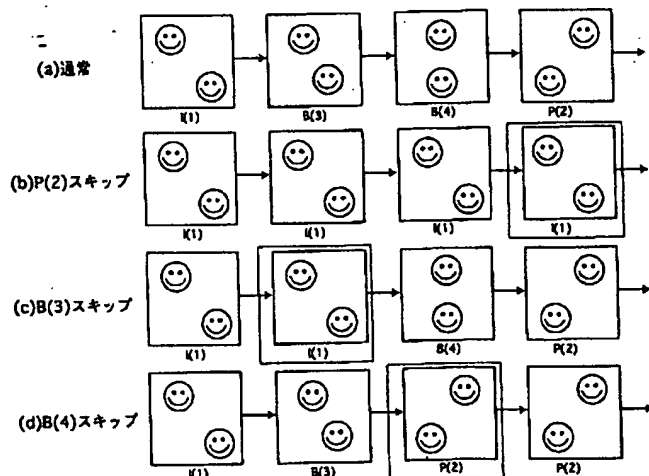 (a)通常
I(1) B(3) B(4) P(2)
(b)P(2)スキップ
I(1) I(1) I(1) I(1)
(c)B(3)スキップ
I(1) I(1) B(4) P(2)
(d)B(4)スキップ
I(1) B(3) P(2) P(2)